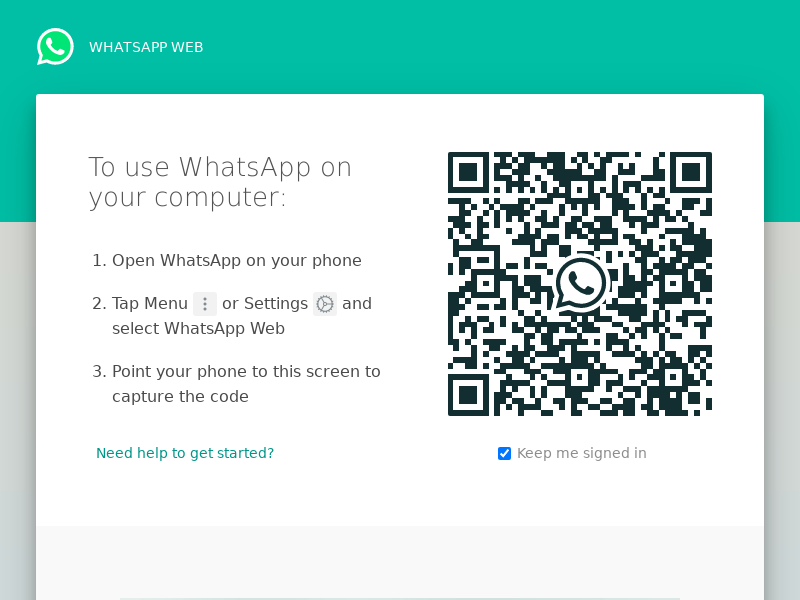 WHATSAPP WEB
To use WhatsApp on
your computer:
1. Open WhatsApp on your phone
2. Tap Menu or Settings and
select WhatsApp Web
3. Point your phone to this screen to
capture the code
Need help to get started?
Keep me signed in